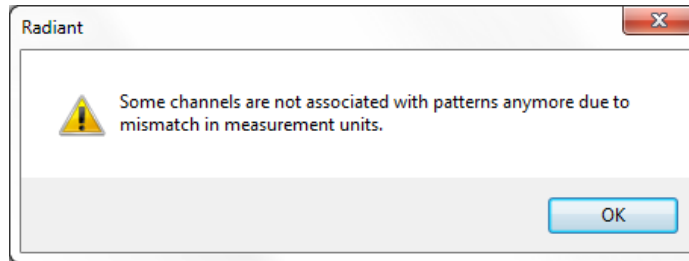 Radiant
Some channels are not associated with patterns anymore due to
mismatch in measurement units.
OK